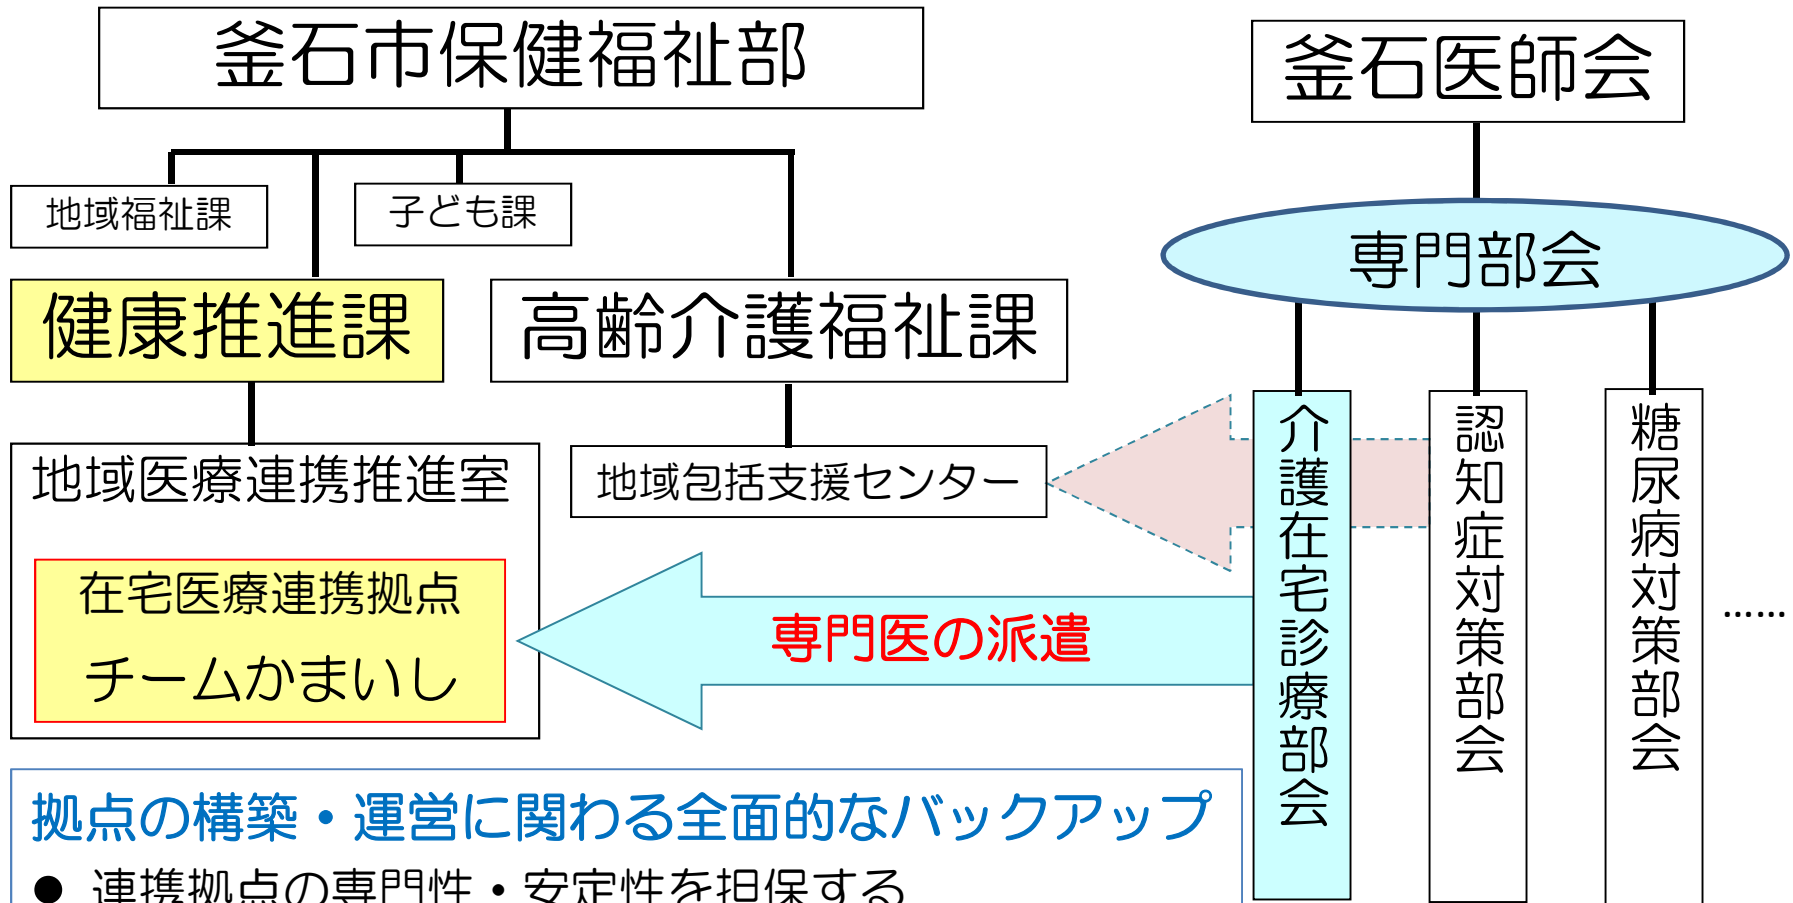 釜石市保健福祉部
釜石医師会
地域福祉課
子ども課
専門部会
健康推進課
高齢介護福祉課
地域医療連携推進室
地域包括支援センター
介護在宅診療部会
認知症対策部会
糖尿病対策部会
……
在宅医療連携拠点
チームかまいし
専門医の派遣
拠点の構築・運営に関わる全面的なバックアップ
● 連携拠点の専門性・安定性を担保する